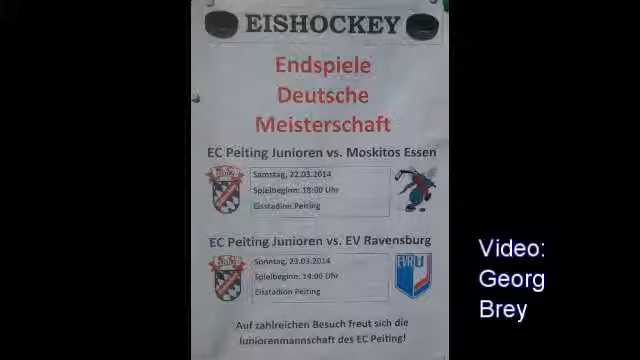 EISHOCKEY
Endspiele
Deutsche
Meisterschaft
EC Peiting Junioren vs. Moskitos Essen
Samstag, 22.03.2014
Spielbeginn: 18:00 Uhr
Eisstadion Peiting
EC Peiting Junioren vs. EV Ravensburg
Sonntag, 23.03.2014
Spielbeginn: 14:00 Uhr
Eisstadion Peiting
EVR
Auf zahlreichen Besuch freut sich die
Juniorenmannschaft des EC Peiting!
Video:
Georg
Brey